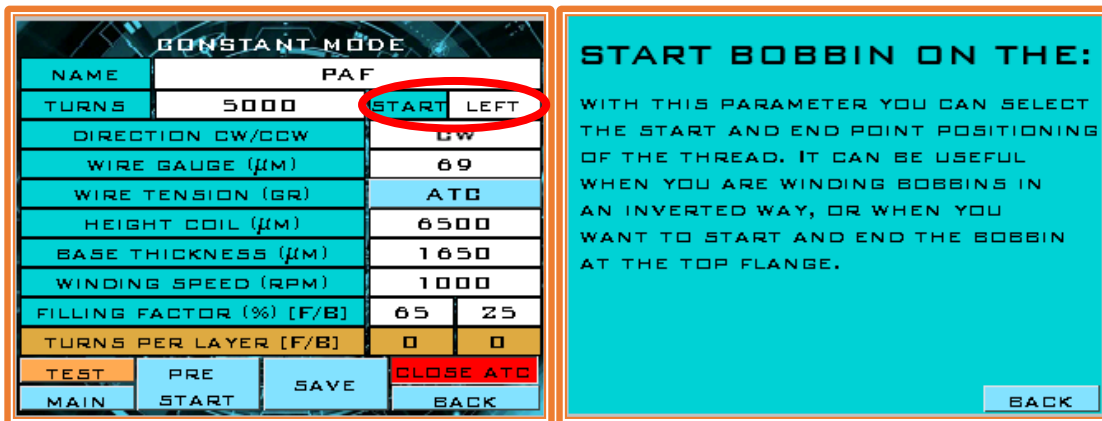 CONSTANT MODE
NAME PAF
TURNS 5000 START LEFT
DIRECTION CW/CCW CW
WIRE GAUGE (µM) 69
WIRE TENSION (GR) ATC
HEIGHT COIL (µM) 6500
BASE THICKNESS (µM) 1650
WINDING SPEED (RPM) 1000
FILLING FACTOR (%) [F/B] 65 25
TURNS PER LAYER [F/B] 0 0
TEST PRE START SAVE CLOSE ATC
MAIN BACK
START BOBBIN ON THE:
WITH THIS PARAMETER YOU CAN SELECT
THE START AND END POINT POSITIONING
OF THE THREAD. IT CAN BE USEFUL
WHEN YOU ARE WINDING BOBBINS IN
AN INVERTED WAY, OR WHEN YOU
WANT TO START AND END THE BOBBIN
AT THE TOP FLANGE.
BACK